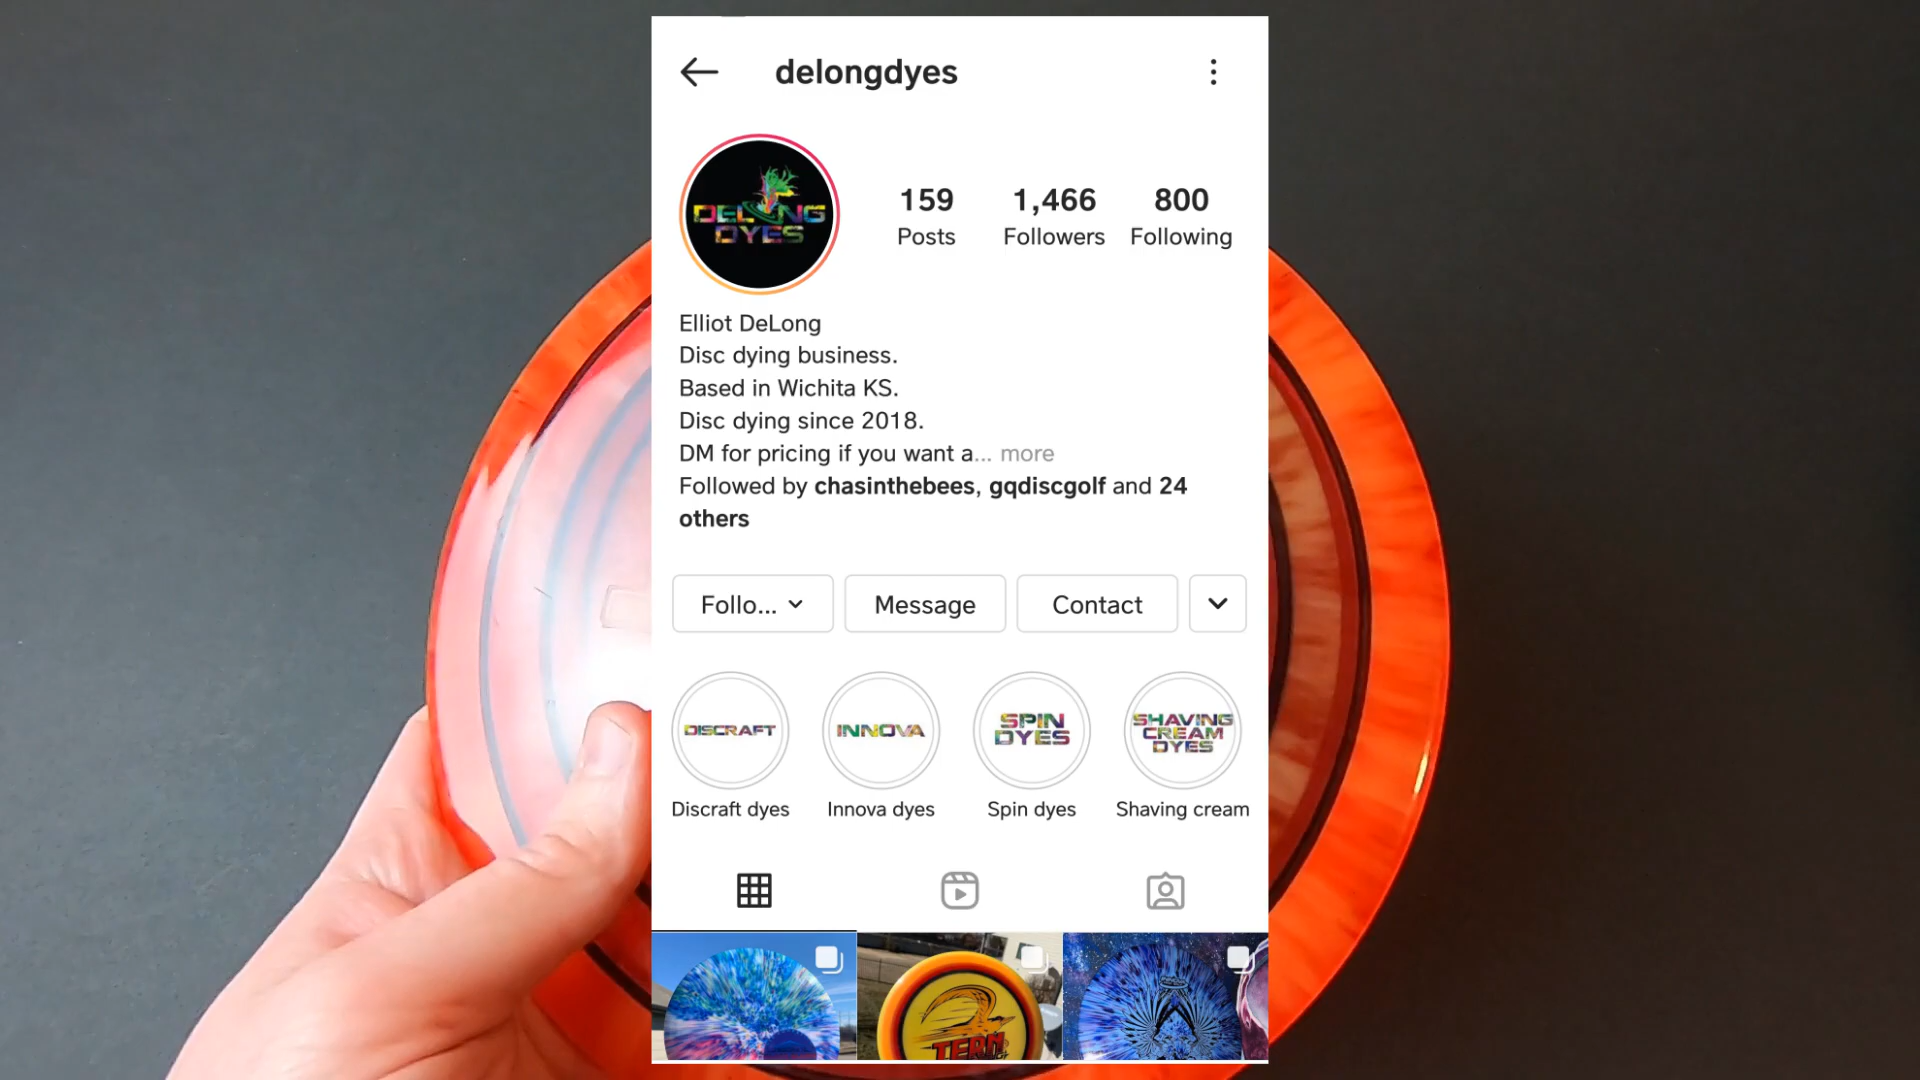 delongdyes
DELONG
DYES
159
1,466
800
Posts
Followers
Following
Elliot DeLong
Disc dying business.
Based in Wichita KS.
Disc dying since 2018.
DM for pricing if you want a... more
Followed by chasinthebees, gqdiscgolf and 24
others
Follo...
Message
Contact
DISCRAFT
INNOVA
SPIN
DYES
SHAVING
CREAM
DYES
Discraft dyes
Innova dyes
Spin dyes
Shaving cream
TERN